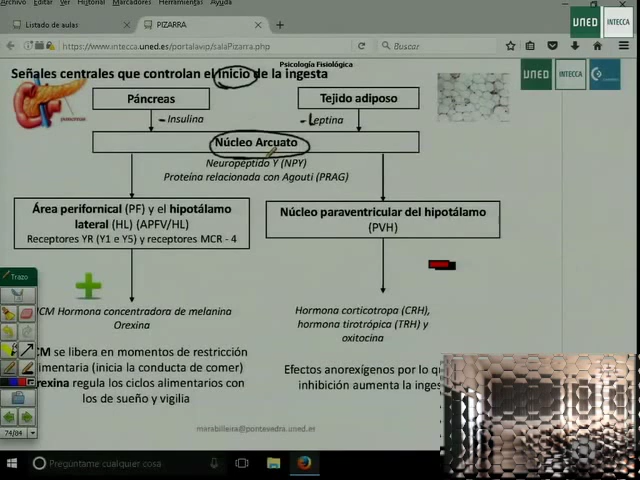 Archivo Editar Ver Historial Marcadores Herramientas Ayuda
Listado de aulas
PIZARRA
https://www.intecca.uned.es/portalavip/salaPizarra.php
Buscar
UNED
INTECCA
Psicología Fisiológica
Señales centrales que controlan el inicio de la ingesta
UNED
INTECCA
Páncreas
Tejido adiposo
- Insulina
- Leptina
Núcleo Arcuato
Neuropéptido Y (NPY)
Proteína relacionada con Agouti (PRAG)
Área perifornical (PF) y el hipotálamo
lateral (HL) (APFV/HL)
Receptores YR (Y1 e Y5) y receptores MCR - 4
Núcleo paraventricular del hipotálamo
(PVH)
Trazo
CM Hormona concentradora de melanina
Orexina
Hormona corticotropa (CRH),
hormona tirotrópica (TRH) y
oxitocina
CM se libera en momentos de restricción
imentaria (inicia la conducta de comer)
orexina regula los ciclos alimentarios con
los de sueño y vigilia
Efectos anorexígenos por lo qu
inhibición aumenta la inges
74/84
marabilleira@pontevedra.uned.es
Pregúntame cualquier cosa